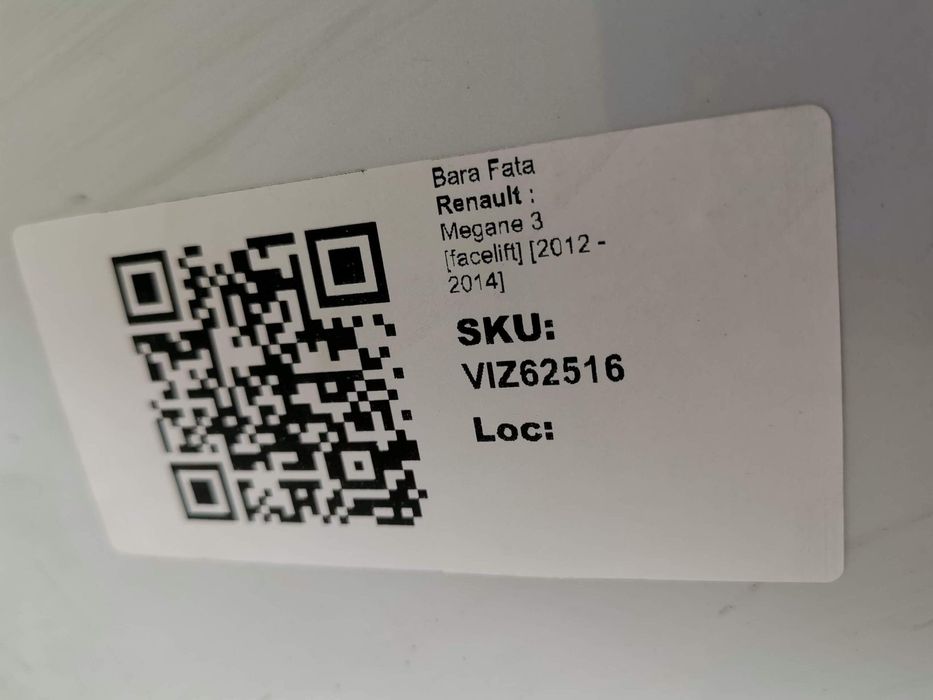 Bara Fata
Renault :
Megane 3
[facelift] [2012 -
2014]
SKU:
VIZ62516
Loc: